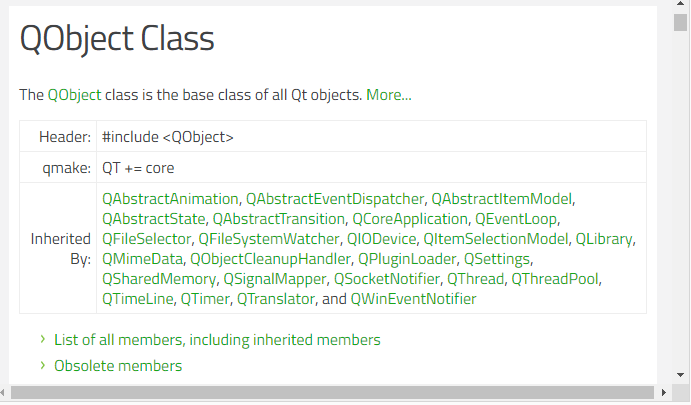 QObject Class
The QObject class is the base class of all Qt objects. More...
Header: #include <QObject>
qmake: QT += core
Inherited By: QAbstractAnimation, QAbstractEventDispatcher, QAbstractItemModel,
QAbstractState, QAbstractTransition, QCoreApplication, QEventLoop,
QFileSelector, QFileSystemWatcher, QIODevice, QItemSelectionModel, QLibrary,
QMimeData, QObjectCleanupHandler, QPluginLoader, QSettings,
QSharedMemory, QSignalMapper, QSocketNotifier, QThread, QThreadPool,
QTimeLine, QTimer, QTranslator, and QWinEventNotifier
› List of all members, including inherited members
› Obsolete members